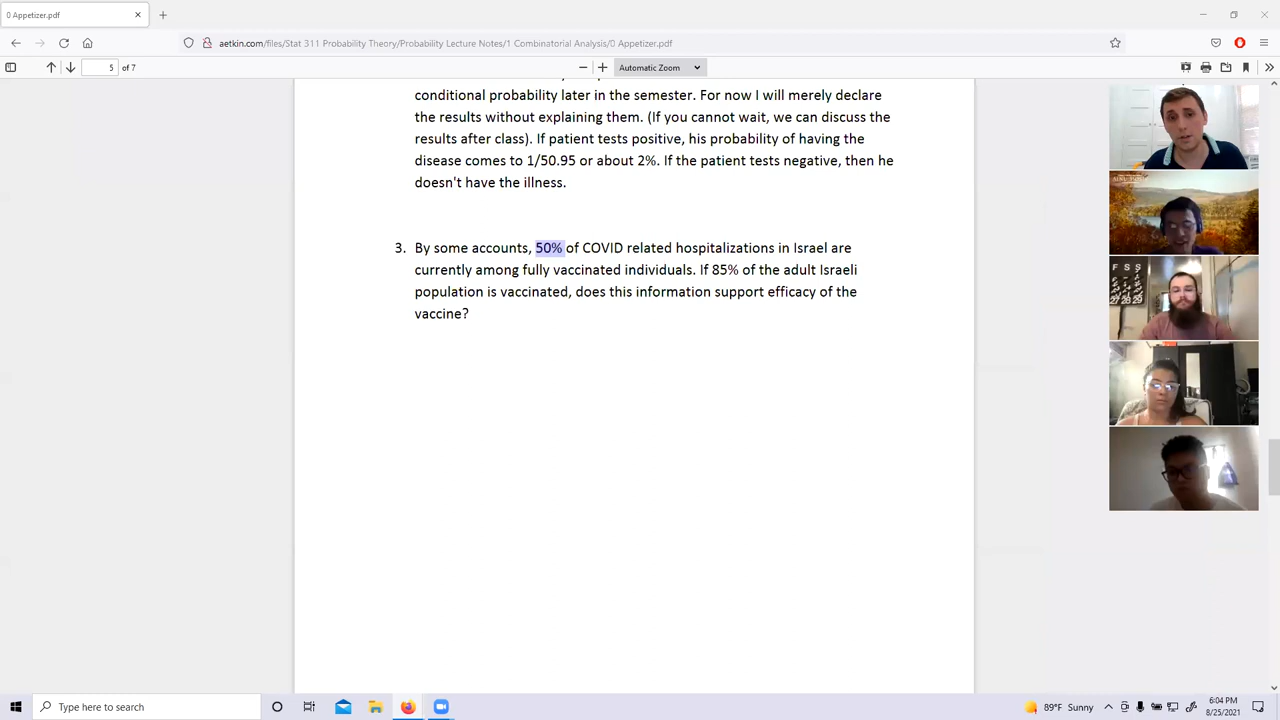 0 Appetizer.pdf
aetkin.com/files/Stat 311 Probability Theory/Probability Lecture Notes/1 Combinatorial Analysis/0 Appetizer.pdf
5 of 7
Automatic Zoom
conditional probability later in the semester. For now I will merely declare
the results without explaining them. (If you cannot wait, we can discuss the
results after class). If patient tests positive, his probability of having the
disease comes to 1/50.95 or about 2%. If the patient tests negative, then he
doesn't have the illness.
3. By some accounts, 50% of COVID related hospitalizations in Israel are
currently among fully vaccinated individuals. If 85% of the adult Israeli
population is vaccinated, does this information support efficacy of the
vaccine?
F S S
Type here to search
89°F Sunny
6:04 PM
8/25/2021